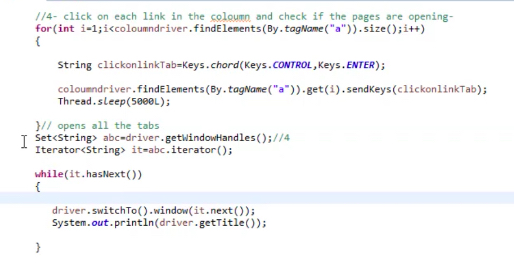 //4- click on each link in the coloumn and check if the pages are opening-
for(int i=1;i<coloumndriver.findElements(By.tagName("a")).size();i++)
{
String clickonlinkTab=Keys.chord(Keys.CONTROL,Keys.ENTER);
coloumndriver.findElements(By.tagName("a")).get(i).sendKeys(clickonlinkTab);
Thread.sleep(5000L);
}// opens all the tabs
Set<String> abc=driver.getWindowHandles();//4
Iterator<String> it=abc.iterator();
while(it.hasNext())
{
driver.switchTo().window(it.next());
System.out.println(driver.getTitle());
}